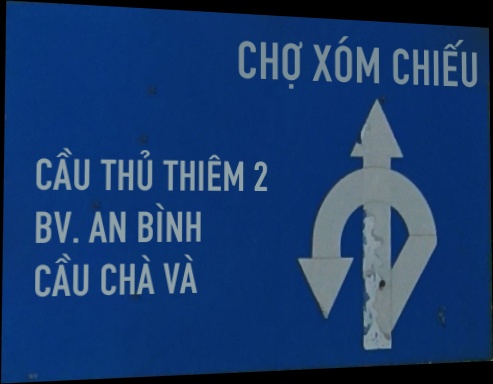 CHỢ XÓM CHIẾU
CẦU THỦ THIÊM 2
BV. AN BÌNH
CẦU CHÀ VÀ